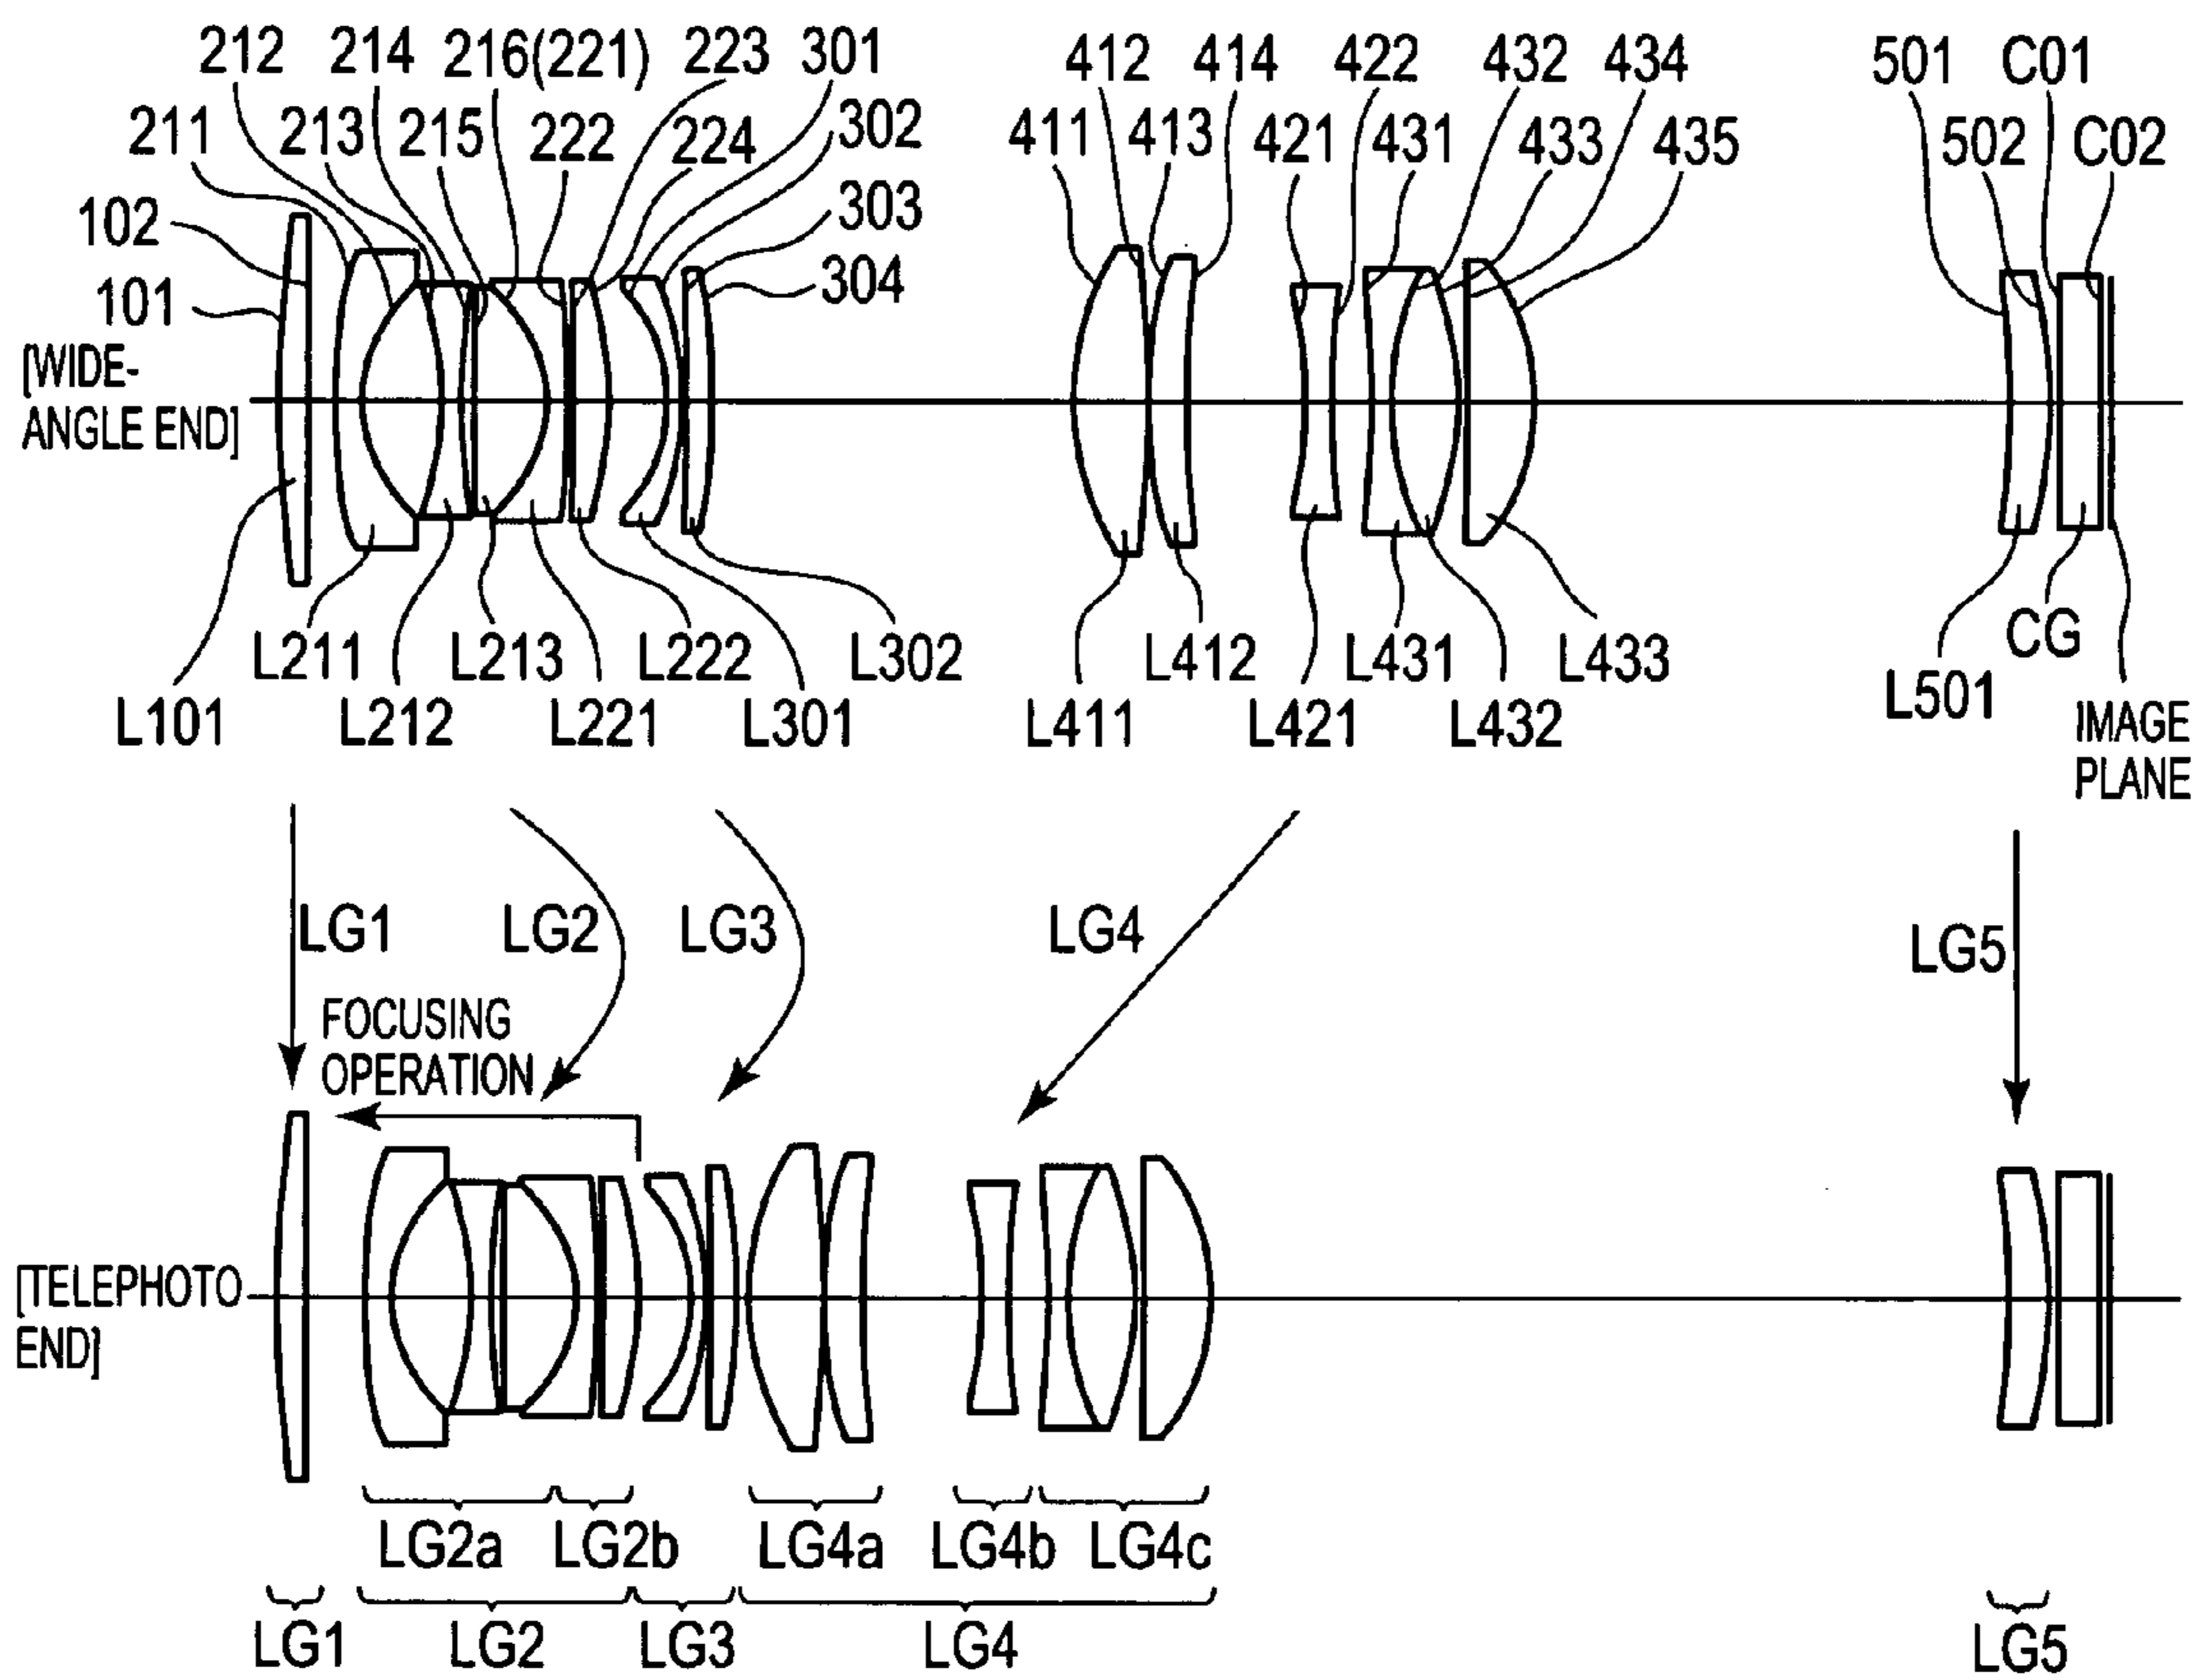 212 214 216(221) 223 301
211 213 215 222 224 302
102 303
101 304
412 414 422 432 434
411 413 421 431 433 435
501 C01
502 C02
[WIDE-
ANGLE END]
L211 L213 L222 L302
L101 L212 L221 L301
L412 L431 L433
L411 L421 L432
CG
L501
IMAGE
PLANE
LG1 LG2 LG3 LG4 LG5
FOCUSING
OPERATION
[TELEPHOTO
END]
LG2a LG2b LG4a LG4b LG4c
LG1 LG2 LG3 LG4 LG5